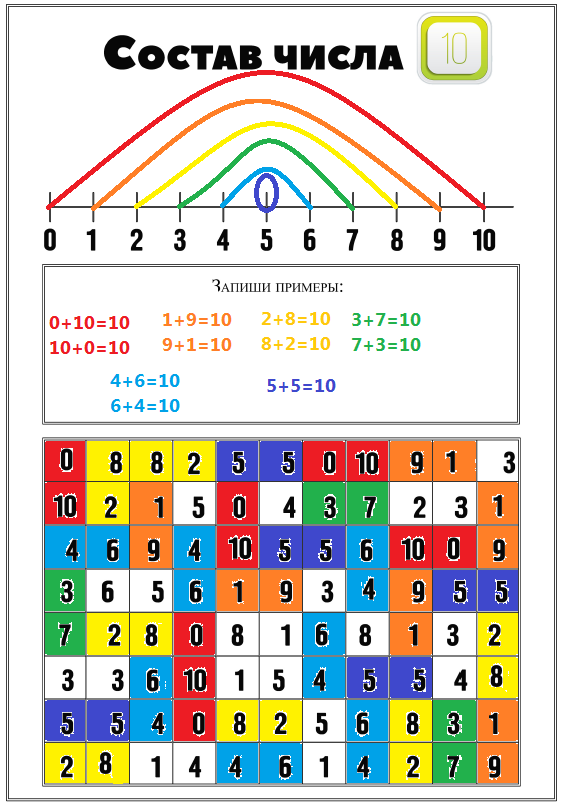 Состав числа 10
0 1 2 3 4 5 6 7 8 9 10
Запиши примеры:
0+10=10 1+9=10 2+8=10 3+7=10
10+0=10 9+1=10 8+2=10 7+3=10
4+6=10 5+5=10
6+4=10
0 8 8 2 5 5 0 10 9 1 3
10 2 1 5 0 4 3 7 2 3 1
4 6 9 4 10 5 5 6 10 0 9
3 6 5 6 1 9 3 4 9 5 5
7 2 8 0 8 1 6 8 1 3 2
3 3 6 10 1 5 4 5 5 4 8
5 5 4 0 8 2 5 6 8 3 1
2 8 1 4 4 6 1 4 2 7 9